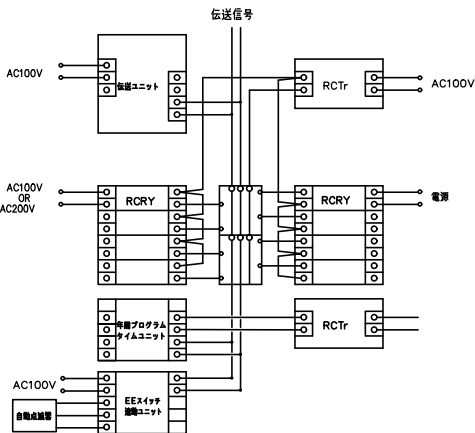 伝送信号
AC100V
伝送ユニット
RCTr
AC100V
AC100V
OR
AC200V
RCRY
RCRY
電源
年間プログラム
タイムユニット
RCTr
AC100V
EEスイッチ
連動ユニット
自動点滅器